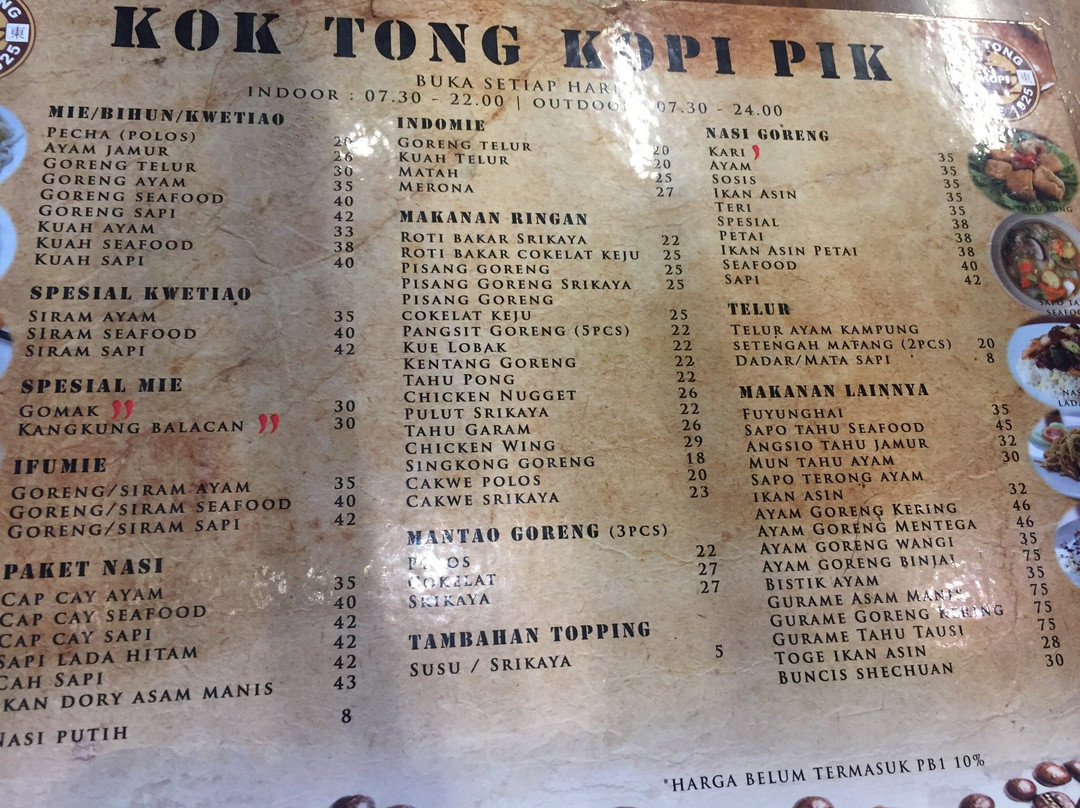 KOK TONG KOPI PIK
BUKA SETIAP HARI
INDOOR : 07.30 - 22.00 | OUTDOOR : 07.30 - 24.00
MIE/BIHUN/KWETIAO
PECHA (POLOS) 20
AYAM JAMUR 26
GORENG TELUR 30
GORENG AYAM 35
GORENG SEAFOOD 40
GORENG SAPI 42
KUAH AYAM 33
KUAH SEAFOOD 38
KUAH SAPI 40
SPESIAL KWETIAO
SIRAM AYAM 35
SIRAM SEAFOOD 40
SIRAM SAPI 42
SPESIAL MIE
GOMAK 30
KANGKUNG BALACAN 30
IFUMIE
GORENG/SIRAM AYAM 35
GORENG/SIRAM SEAFOOD 40
GORENG/SIRAM SAPI 42
PAKET NASI
CAP CAY AYAM 35
CAP CAY SEAFOOD 40
CAP CAY SAPI 42
SAPI LADA HITAM 42
CAH SAPI 42
KAN DORY ASAM MANIS 43
NASI PUTIH 8
INDOMIE
GORENG TELUR 20
KUAH TELUR 20
MATAH 25
MERONA 27
MAKANAN RINGAN
ROTI BAKAR SRIKAYA 22
ROTI BAKAR COKELAT KEJU 25
PISANG GORENG 25
PISANG GORENG SRIKAYA 25
PISANG GORENG
COKELAT KEJU 25
PANGSIT GORENG (5PCS) 22
KUE LOBAK 22
KENTANG GORENG 22
TAHU PONG 22
CHICKEN NUGGET 26
PULUT SRIKAYA 22
TAHU GARAM 26
CHICKEN WING 29
SINGKONG GORENG 18
CAKWE POLOS 20
CAKWE SRIKAYA 23
MANTAO GORENG (3PCS)
POLOS 22
COKELAT 27
SRIKAYA 27
TAMBAHAN TOPPING
SUSU / SRIKAYA 5
NASI GORENG
KARI 35
AYAM 35
SOSIS 35
IKAN ASIN 35
TERI 35
SPESIAL 38
PETAI 38
IKAN ASIN PETAI 38
SEAFOOD 40
SAPI 42
TELUR
TELUR AYAM KAMPUNG
SETENGAH MATANG (2PCS) 20
DADAR/MATA SAPI 8
MAKANAN LAINNYA
FUYUNGHAI 35
SAPO TAHU SEAFOOD 45
ANGSIO TAHU JAMUR 32
MUN TAHU AYAM 30
SAPO TERONG AYAM
IKAN ASIN 32
AYAM GORENG KERING 46
AYAM GORENG MENTEGA 46
AYAM GORENG WANGI 35
AYAM GORENG BINJAI 75
BISTIK AYAM 35
GURAME ASAM MANIS 75
GURAME GORENG KERING 75
GURAME TAHU TAUSI 75
TOGE IKAN ASIN 28
BUNCIS SHECHUAN 30
*HARGA BELUM TERMASUK PB1 10%